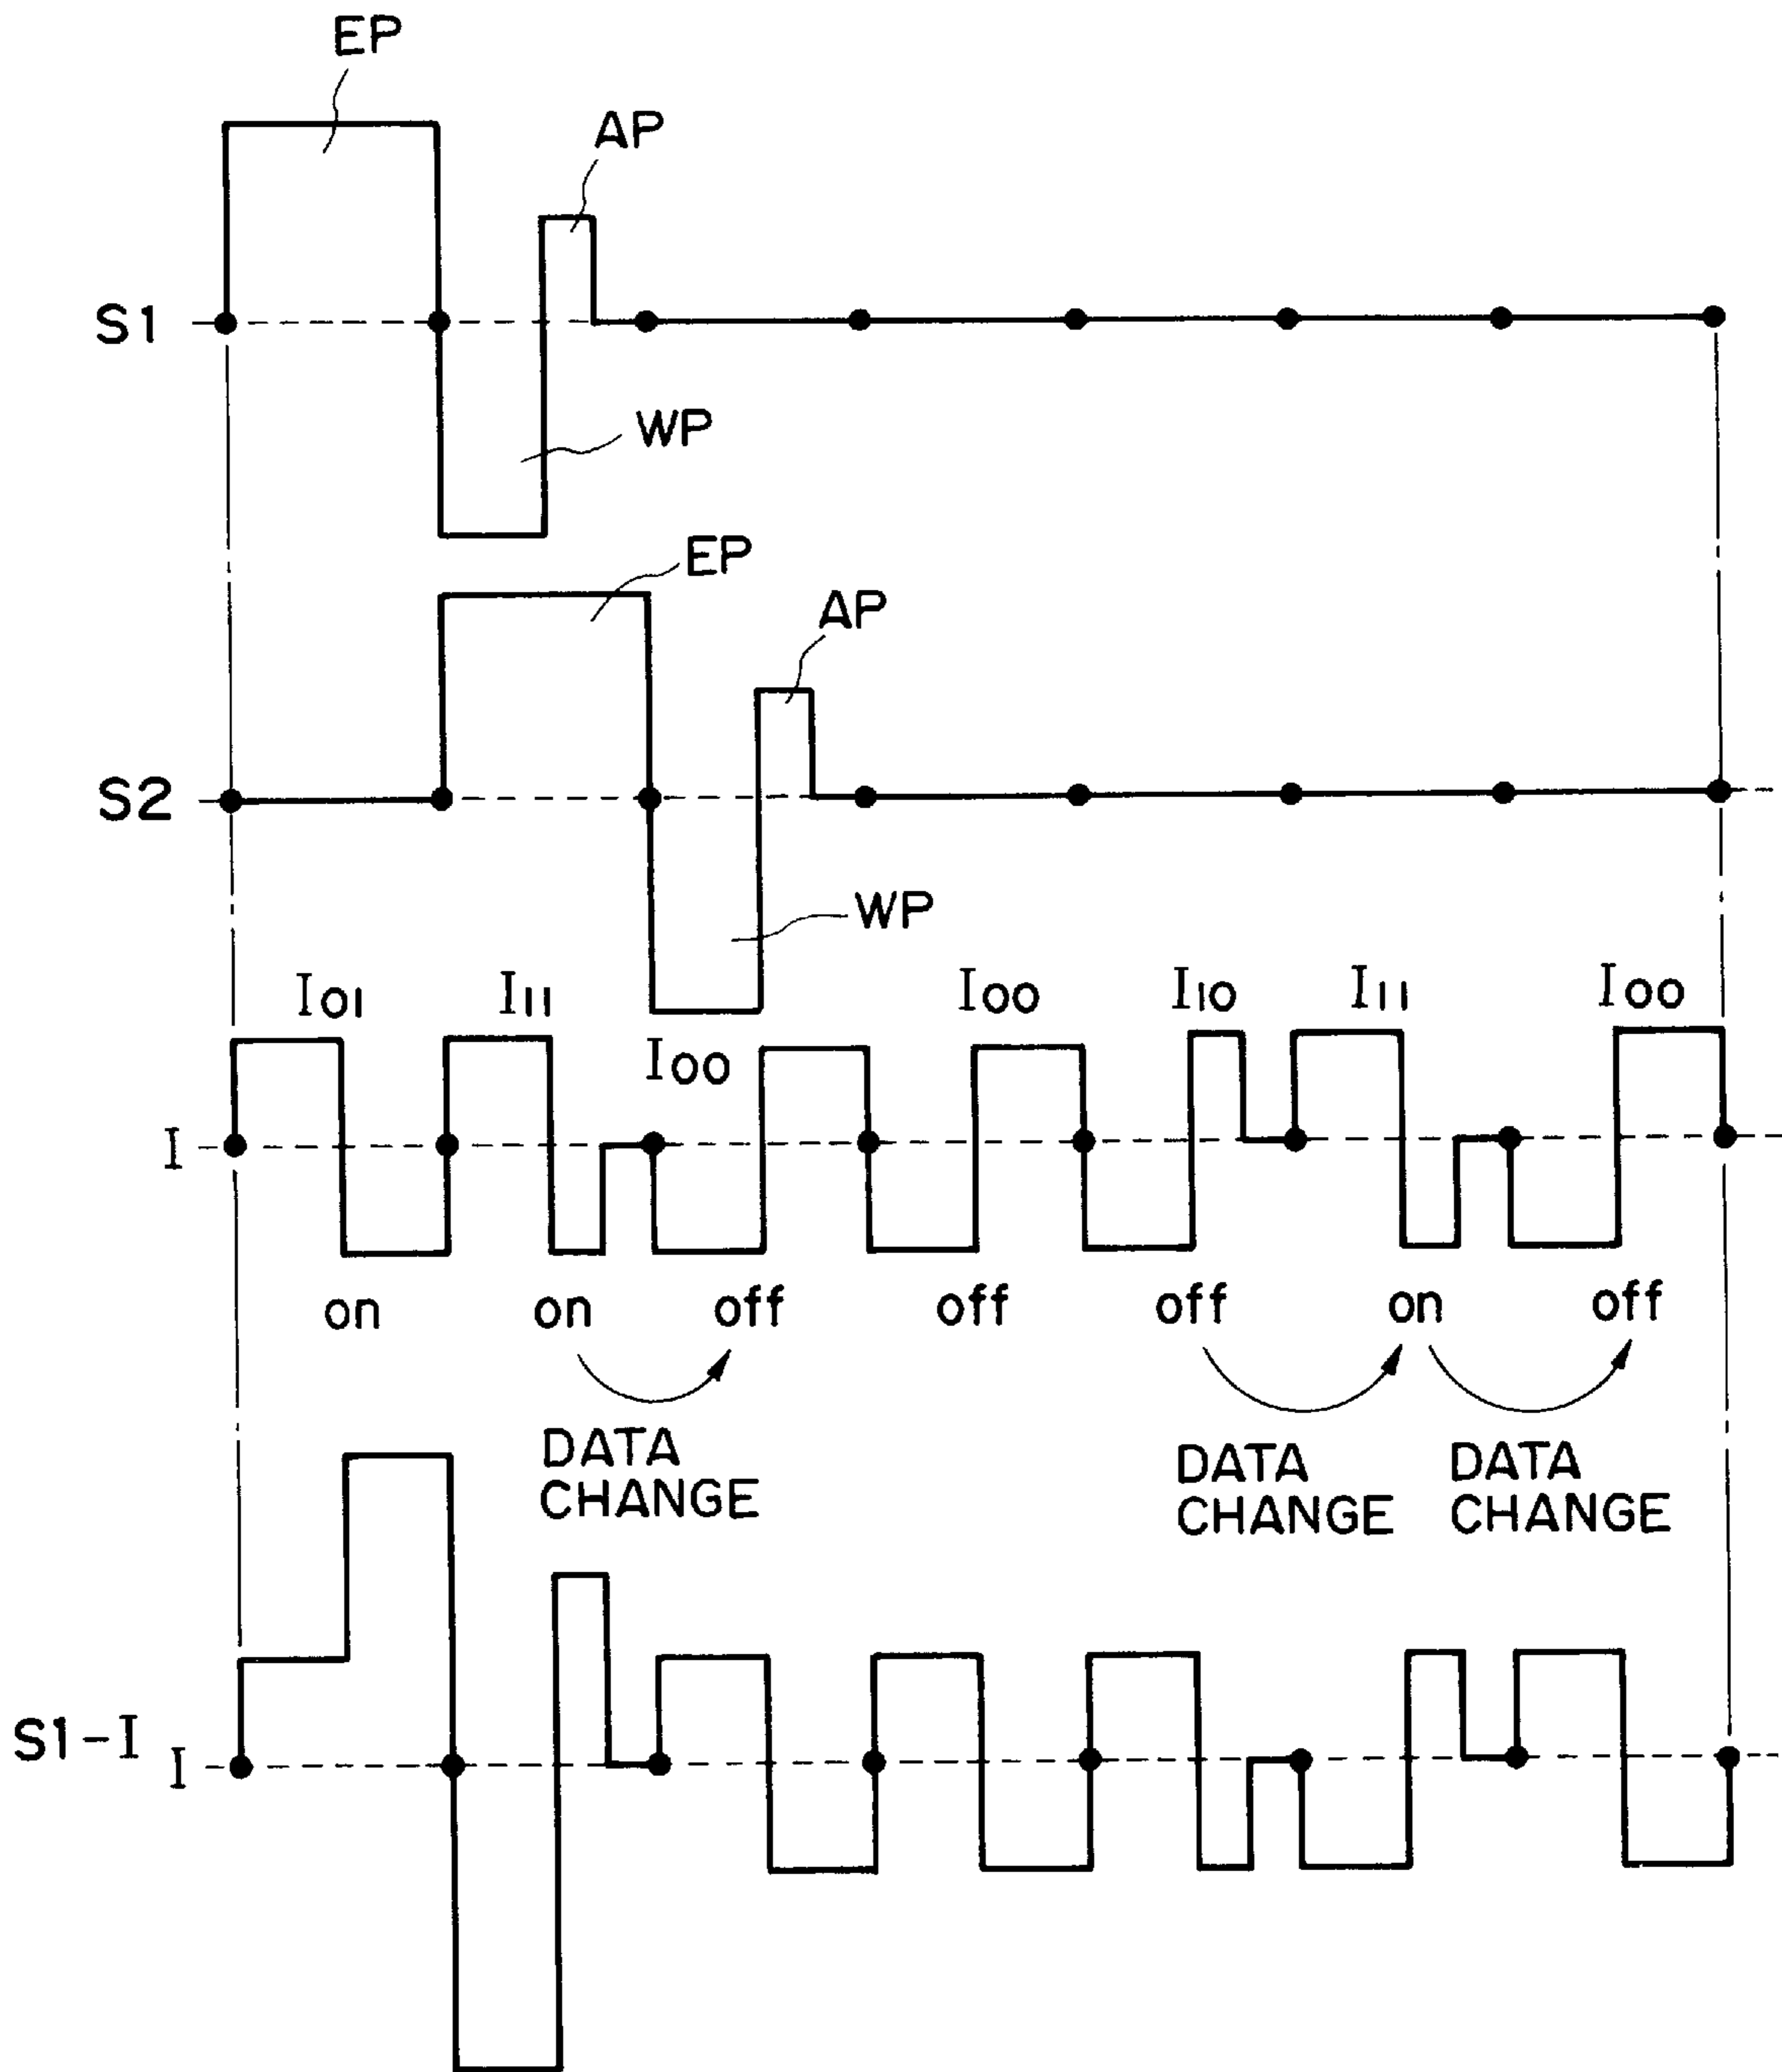 EP
AP
S1
WP
EP
AP
S2
WP
I01 I11 I00 I00 I10 I11 I00
I
on on off off off on off
DATA
CHANGE
DATA
CHANGE
DATA
CHANGE
S1-I
I